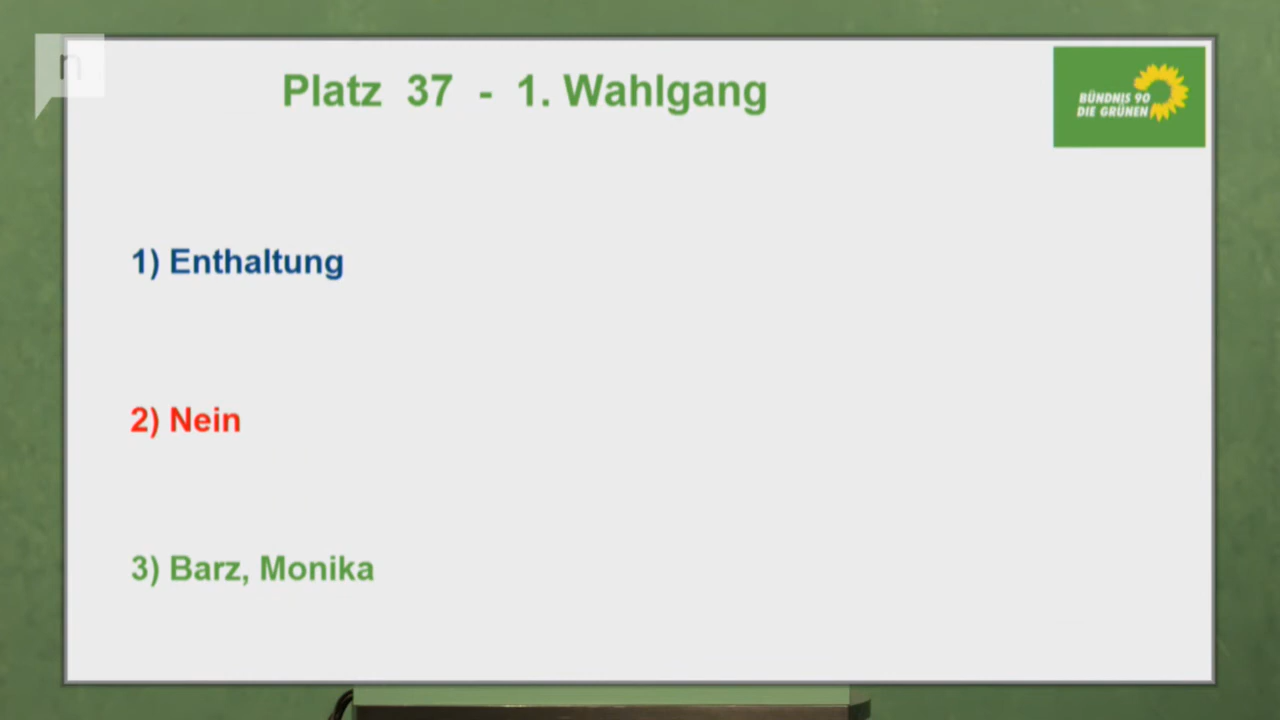 n
Platz 37 - 1. Wahlgang
BÜNDNIS 90
DIE GRÜNEN
1) Enthaltung
2) Nein
3) Barz, Monika